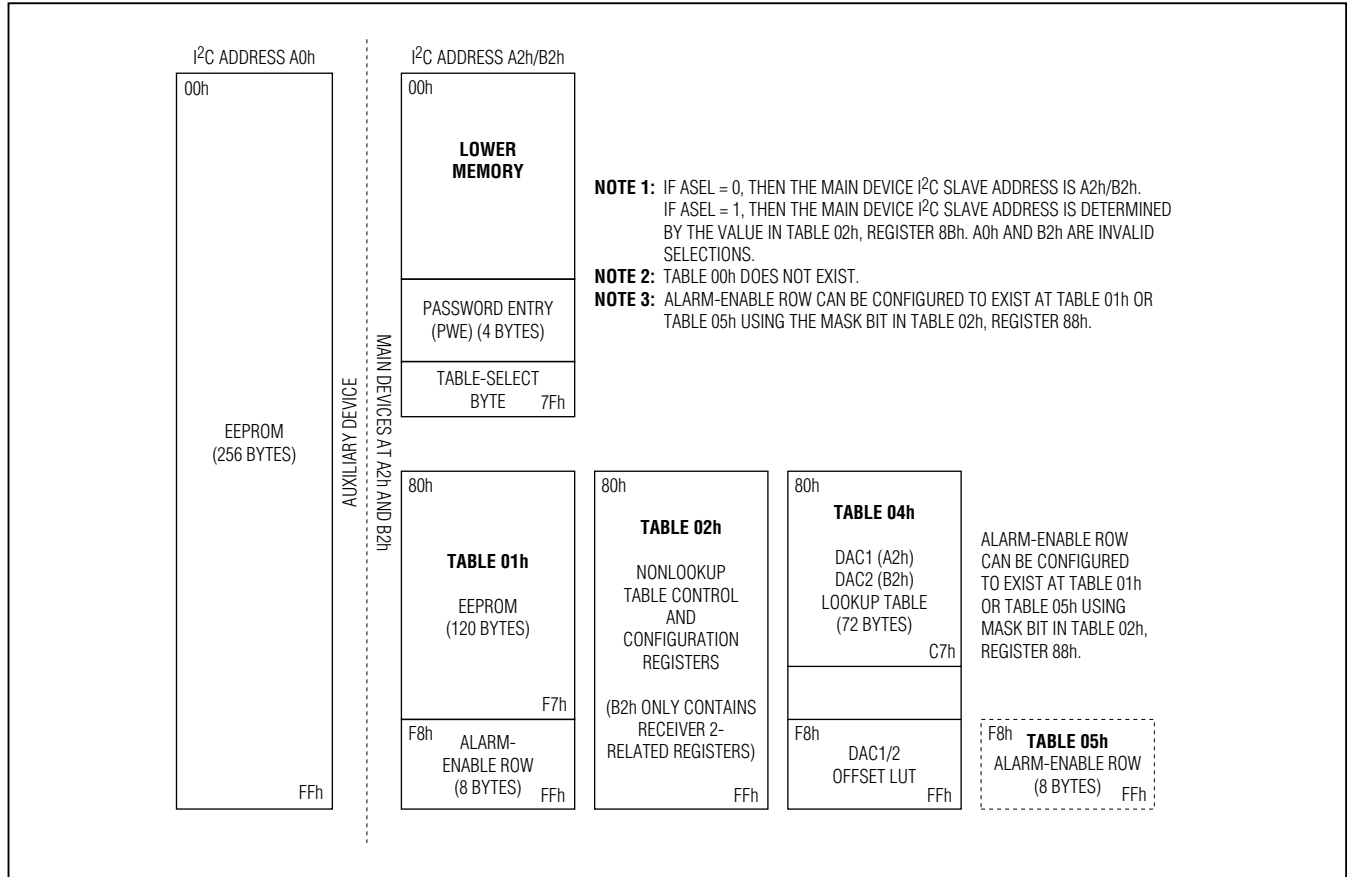 I2C ADDRESS A0h
00h
EEPROM
(256 BYTES)
FFh
AUXILIARY DEVICE
MAIN DEVICES AT A2h AND B2h
I2C ADDRESS A2h/B2h
00h
LOWER
MEMORY
PASSWORD ENTRY
(PWE) (4 BYTES)
TABLE-SELECT
BYTE 7Fh
NOTE 1: IF ASEL = 0, THEN THE MAIN DEVICE I2C SLAVE ADDRESS IS A2h/B2h.
IF ASEL = 1, THEN THE MAIN DEVICE I2C SLAVE ADDRESS IS DETERMINED
BY THE VALUE IN TABLE 02h, REGISTER 8Bh. A0h AND B2h ARE INVALID
SELECTIONS.
NOTE 2: TABLE 00h DOES NOT EXIST.
NOTE 3: ALARM-ENABLE ROW CAN BE CONFIGURED TO EXIST AT TABLE 01h OR
TABLE 05h USING THE MASK BIT IN TABLE 02h, REGISTER 88h.
80h
TABLE 01h
EEPROM
(120 BYTES)
F7h
F8h
ALARM-
ENABLE ROW
(8 BYTES)
FFh
80h
TABLE 02h
NONLOOKUP
TABLE CONTROL
AND
CONFIGURATION
REGISTERS
(B2h ONLY CONTAINS
RECEIVER 2-
RELATED REGISTERS)
FFh
80h
TABLE 04h
DAC1 (A2h)
DAC2 (B2h)
LOOKUP TABLE
(72 BYTES)
C7h
F8h
DAC1/2
OFFSET LUT
FFh
ALARM-ENABLE ROW
CAN BE CONFIGURED
TO EXIST AT TABLE 01h
OR TABLE 05h USING
MASK BIT IN TABLE 02h,
REGISTER 88h.
F8h
TABLE 05h
ALARM-ENABLE ROW
(8 BYTES)
FFh